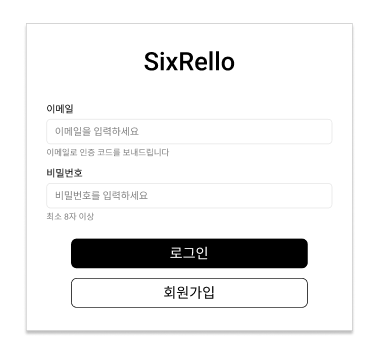 SixRello
이메일
이메일을 입력하세요
이메일로 인증 코드를 보내드립니다
비밀번호
비밀번호를 입력하세요
최소 8자 이상
로그인
회원가입